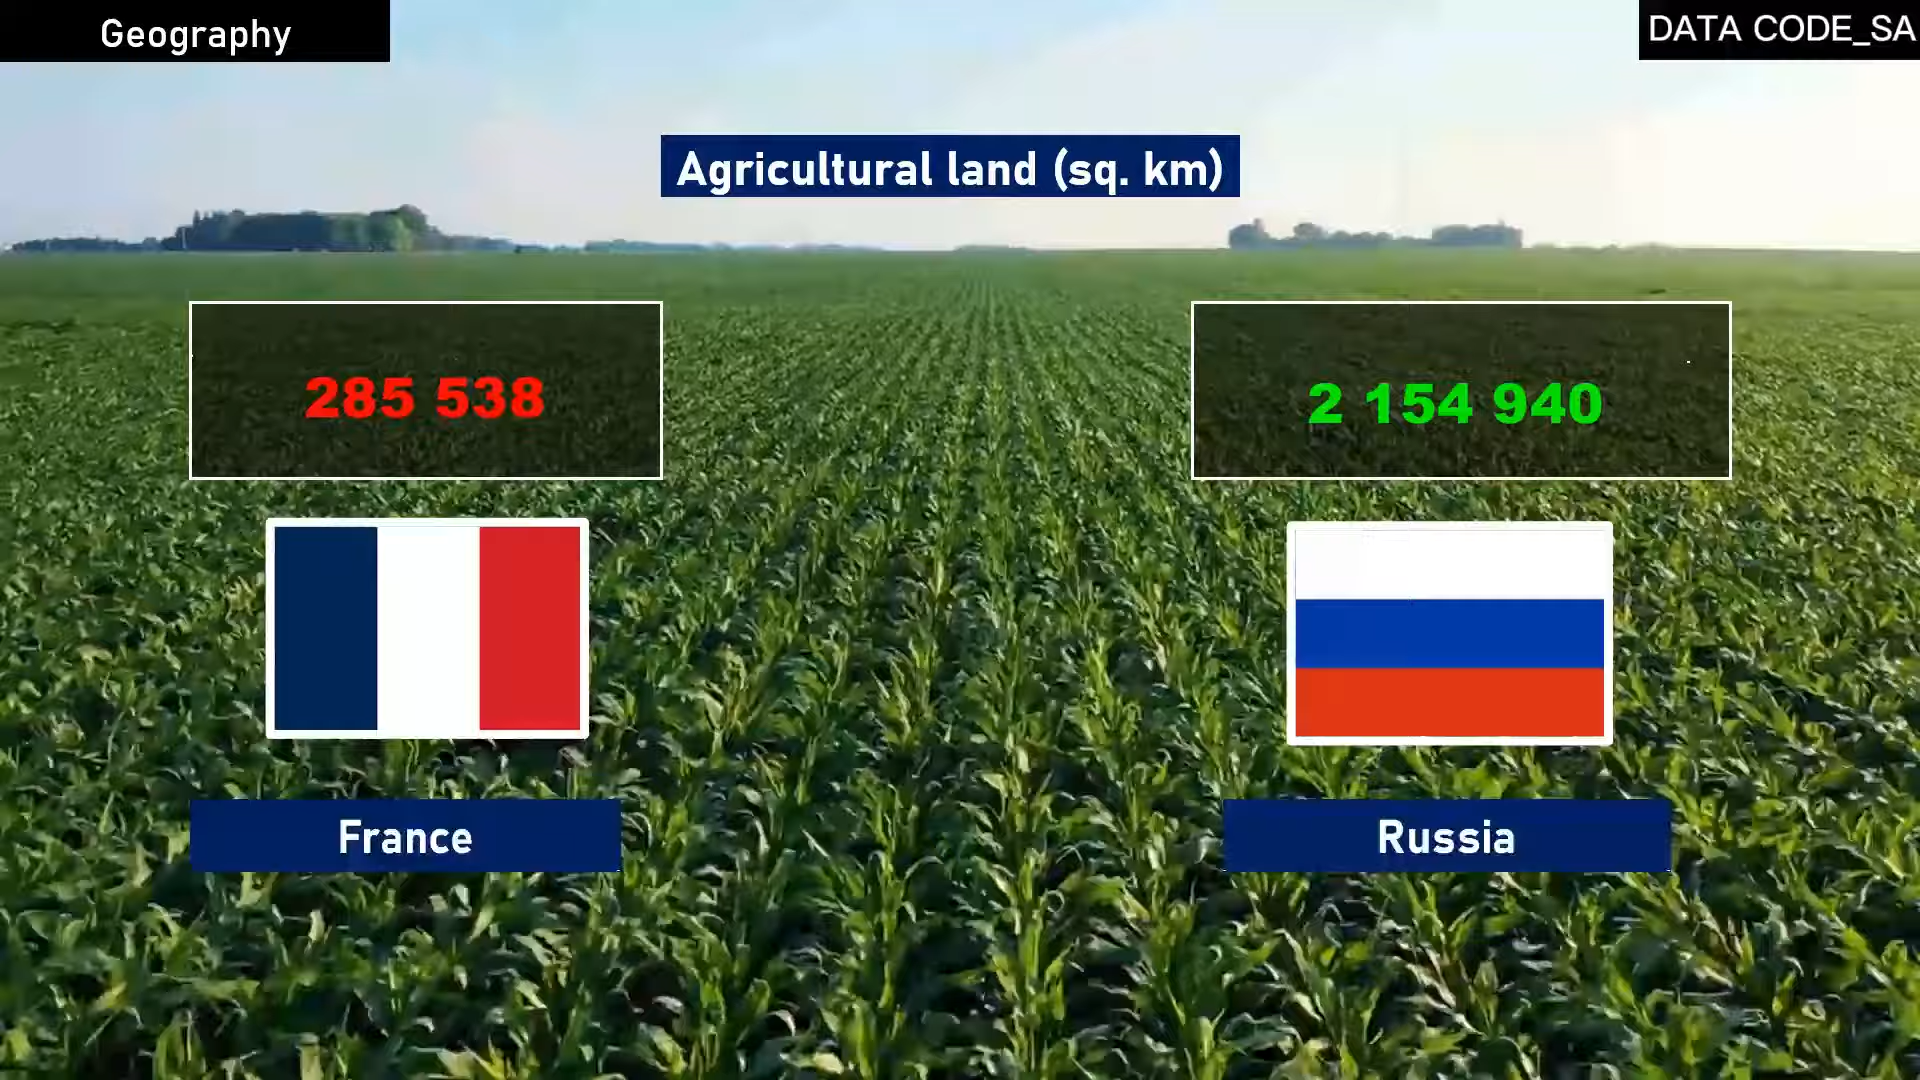 Geography
DATA CODE_SA
Agricultural land (sq. km)
285 538
2 154 940
France
Russia